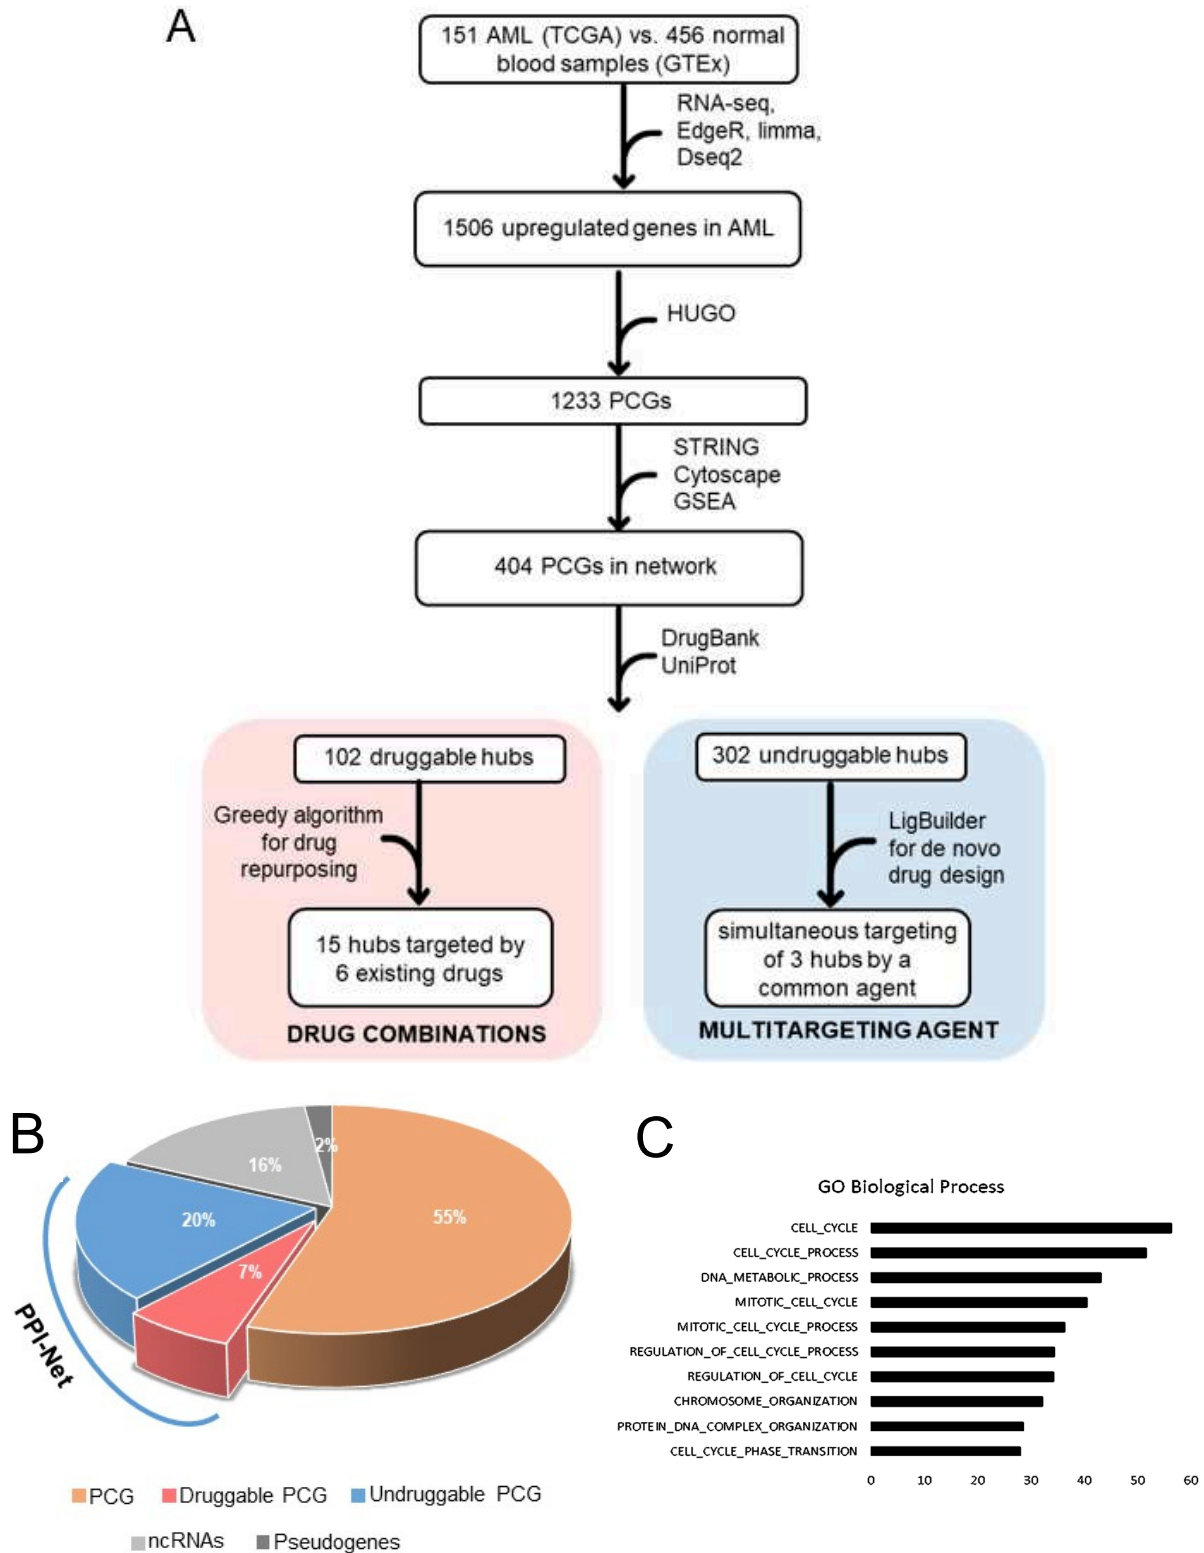 A
151 AML (TCGA) vs. 456 normal
blood samples (GTEx)
RNA-seq,
EdgeR, limma,
Dseq2
1506 upregulated genes in AML
HUGO
1233 PCGs
STRING
Cytoscape
GSEA
404 PCGs in network
DrugBank
UniProt
102 druggable hubs
Greedy algorithm
for drug
repurposing
15 hubs targeted by
6 existing drugs
DRUG COMBINATIONS
302 undruggable hubs
LigBuilder
for de novo
drug design
simultaneous targeting
of 3 hubs by a
common agent
MULTITARGETING AGENT
B
2%
16%
55%
20%
7%
PPI-Net
PCG
Druggable PCG
Undruggable PCG
ncRNAs
Pseudogenes
C
GO Biological Process
CELL_CYCLE
CELL_CYCLE_PROCESS
DNA_METABOLIC_PROCESS
MITOTIC_CELL_CYCLE
MITOTIC_CELL_CYCLE_PROCESS
REGULATION_OF_CELL_CYCLE_PROCESS
REGULATION_OF_CELL_CYCLE
CHROMOSOME_ORGANIZATION
PROTEIN_DNA_COMPLEX_ORGANIZATION
CELL_CYCLE_PHASE_TRANSITION
0 10 20 30 40 50 60